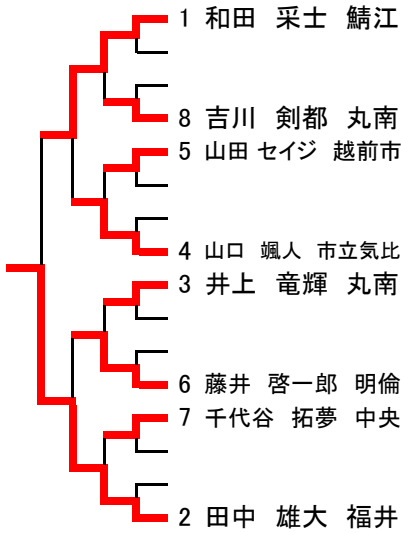 1 和田 采士 鯖江
8 吉川 剣都 丸南
5 山田 セイジ 越前市
4 山口 颯人 市立気比
3 井上 竜輝 丸南
6 藤井 啓一郎 明倫
7 千代谷 拓夢 中央
2 田中 雄大 福井